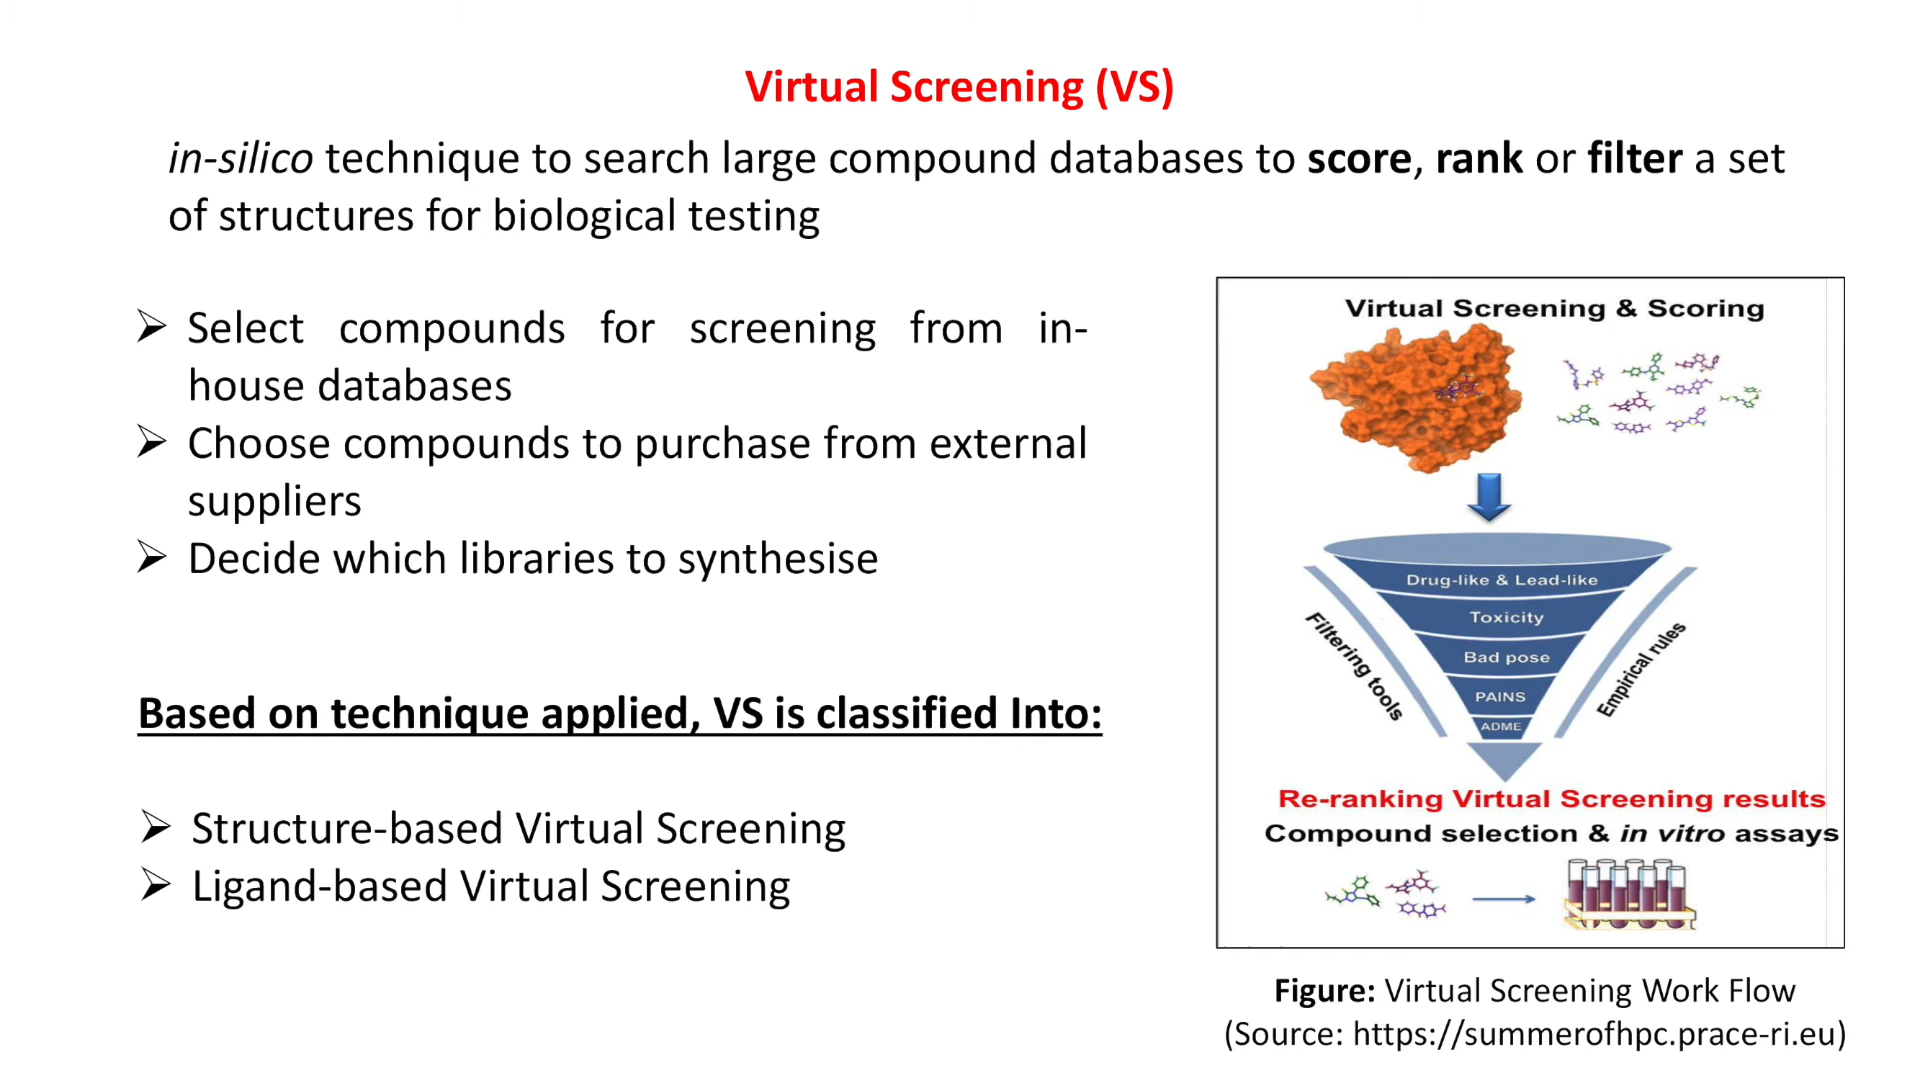 Virtual Screening (VS)
in-silico technique to search large compound databases to score, rank or filter a set
of structures for biological testing
➢ Select compounds for screening from in-
house databases
➢ Choose compounds to purchase from external
suppliers
➢ Decide which libraries to synthesise
Based on technique applied, VS is classified Into:
➢ Structure-based Virtual Screening
➢ Ligand-based Virtual Screening
Virtual Screening & Scoring
Drug-like & Lead-like
Toxicity
Bad pose
PAINS
ADME
Filtering tools
Empirical rules
Re-ranking Virtual Screening results
Compound selection & in vitro assays
Figure: Virtual Screening Work Flow
(Source: https://summerofhpc.prace-ri.eu)